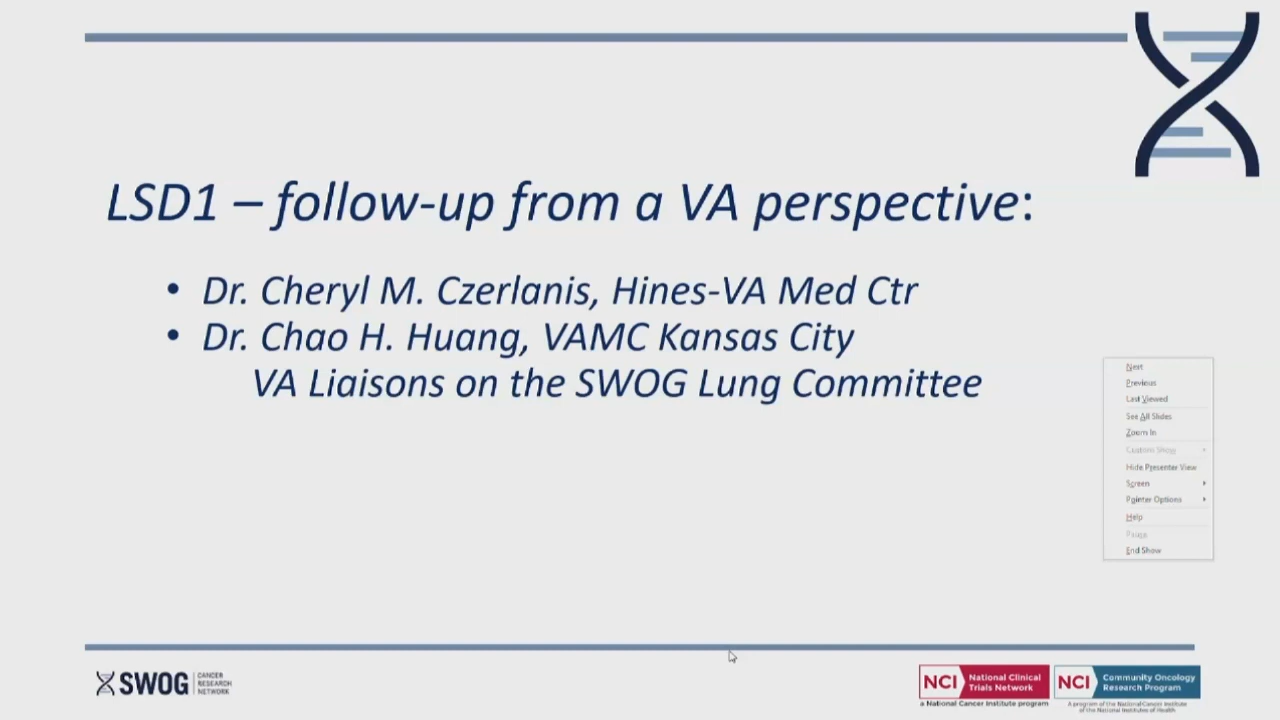 LSD1 – follow-up from a VA perspective:
• Dr. Cheryl M. Czerlanis, Hines-VA Med Ctr
• Dr. Chao H. Huang, VAMC Kansas City
VA Liaisons on the SWOG Lung Committee
Next
Previous
Last Viewed
See All Slides
Zoom In
Custom Show
Hide Presenter View
Screen
Pointer Options
Help
Pause
End Show
SWOG
CANCER
RESEARCH
NETWORK
NCI National Clinical
Trials Network
a National Cancer Institute program
NCI Community Oncology
Research Program
A program of the National Cancer Institute
of the National Institutes of Health